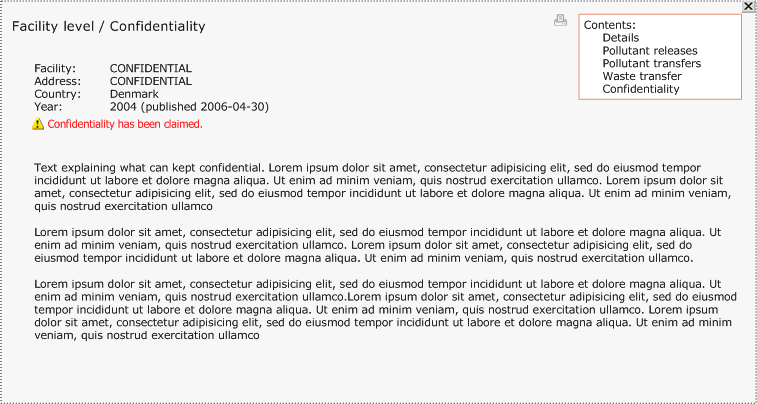 Facility level / Confidentiality
Contents:
Details
Pollutant releases
Pollutant transfers
Waste transfer
Confidentiality
Facility: CONFIDENTIAL
Address: CONFIDENTIAL
Country: Denmark
Year: 2004 (published 2006-04-30)
Confidentiality has been claimed.
Text explaining what can kept confidential. Lorem ipsum dolor sit amet, consectetur adipisicing elit, sed do eiusmod tempor
incididunt ut labore et dolore magna aliqua. Ut enim ad minim veniam, quis nostrud exercitation ullamco. Lorem ipsum dolor sit
amet, consectetur adipisicing elit, sed do eiusmod tempor incididunt ut labore et dolore magna aliqua. Ut enim ad minim veniam,
quis nostrud exercitation ullamco
Lorem ipsum dolor sit amet, consectetur adipisicing elit, sed do eiusmod tempor incididunt ut labore et dolore magna aliqua. Ut
enim ad minim veniam, quis nostrud exercitation ullamco. Lorem ipsum dolor sit amet, consectetur adipisicing elit, sed do
eiusmod tempor incididunt ut labore et dolore magna aliqua. Ut enim ad minim veniam, quis nostrud exercitation ullamco.
Lorem ipsum dolor sit amet, consectetur adipisicing elit, sed do eiusmod tempor incididunt ut labore et dolore magna aliqua. Ut
enim ad minim veniam, quis nostrud exercitation ullamco.Lorem ipsum dolor sit amet, consectetur adipisicing elit, sed do eiusmod
tempor incididunt ut labore et dolore magna aliqua. Ut enim ad minim veniam, quis nostrud exercitation ullamco. Lorem ipsum
dolor sit amet, consectetur adipisicing elit, sed do eiusmod tempor incididunt ut labore et dolore magna aliqua. Ut enim ad minim
veniam, quis nostrud exercitation ullamco